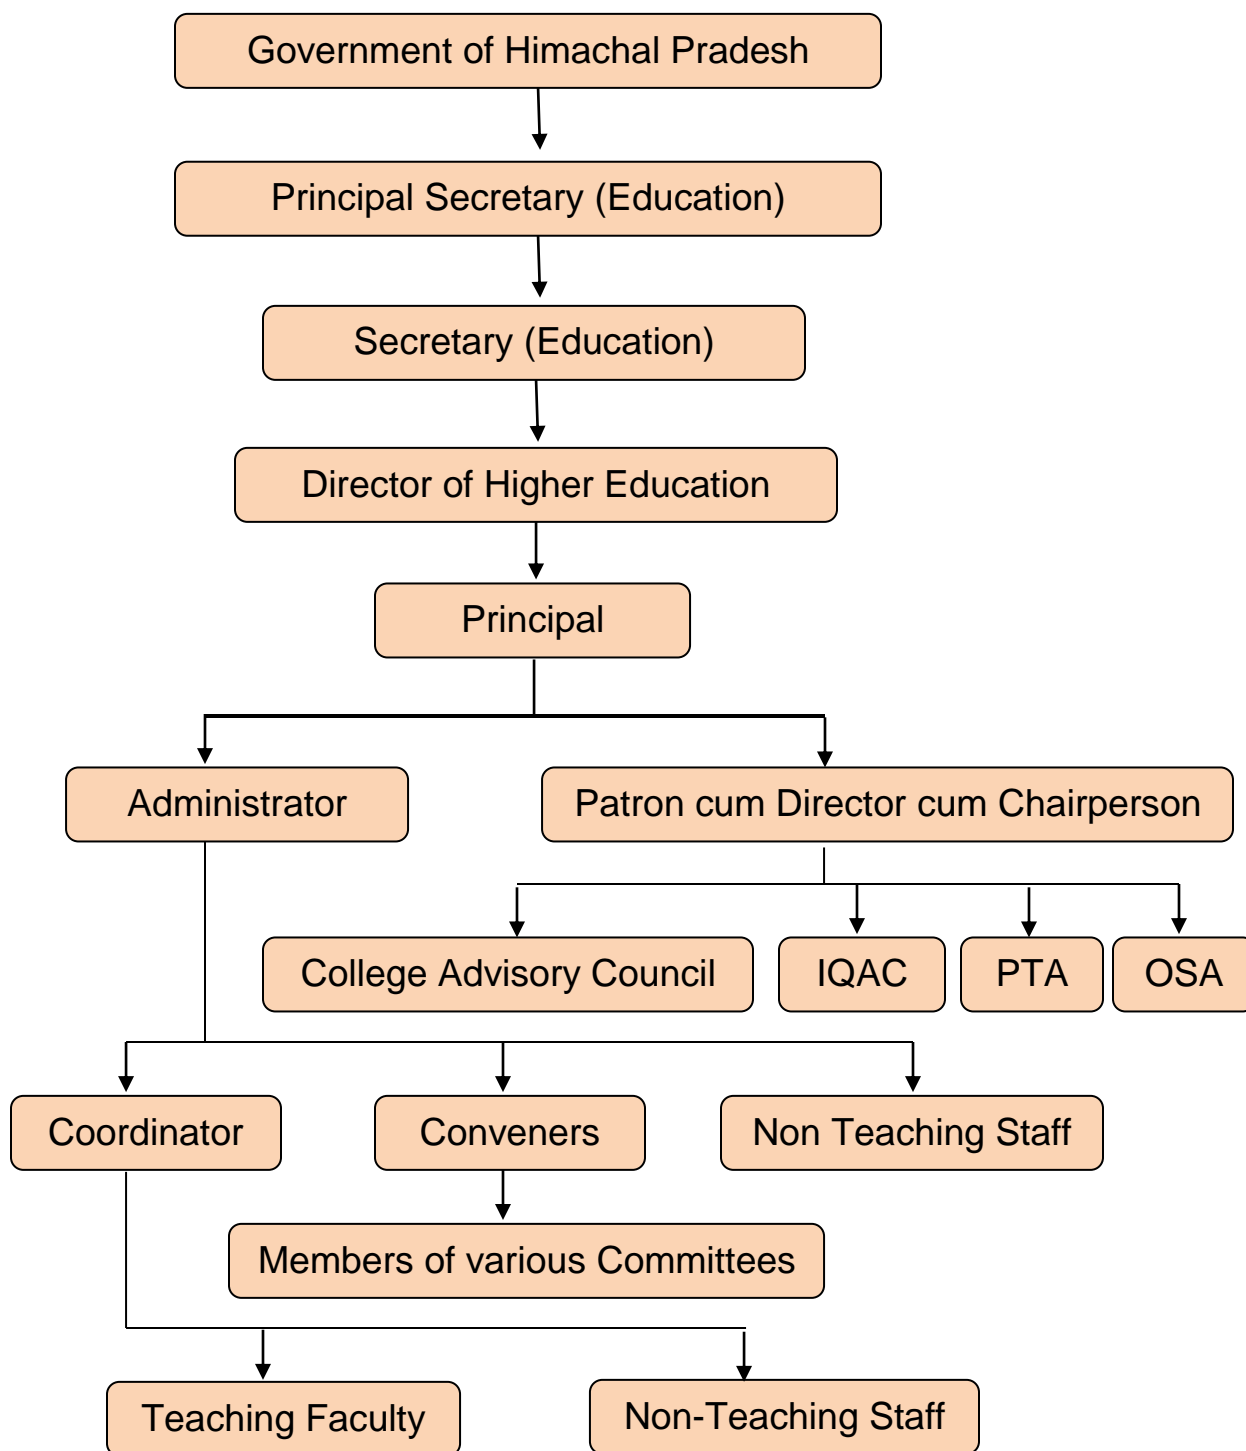 Government of Himachal Pradesh
Principal Secretary (Education)
Secretary (Education)
Director of Higher Education
Principal
Administrator
Patron cum Director cum Chairperson
College Advisory Council
IQAC
PTA
OSA
Coordinator
Conveners
Non Teaching Staff
Members of various Committees
Teaching Faculty
Non-Teaching Staff